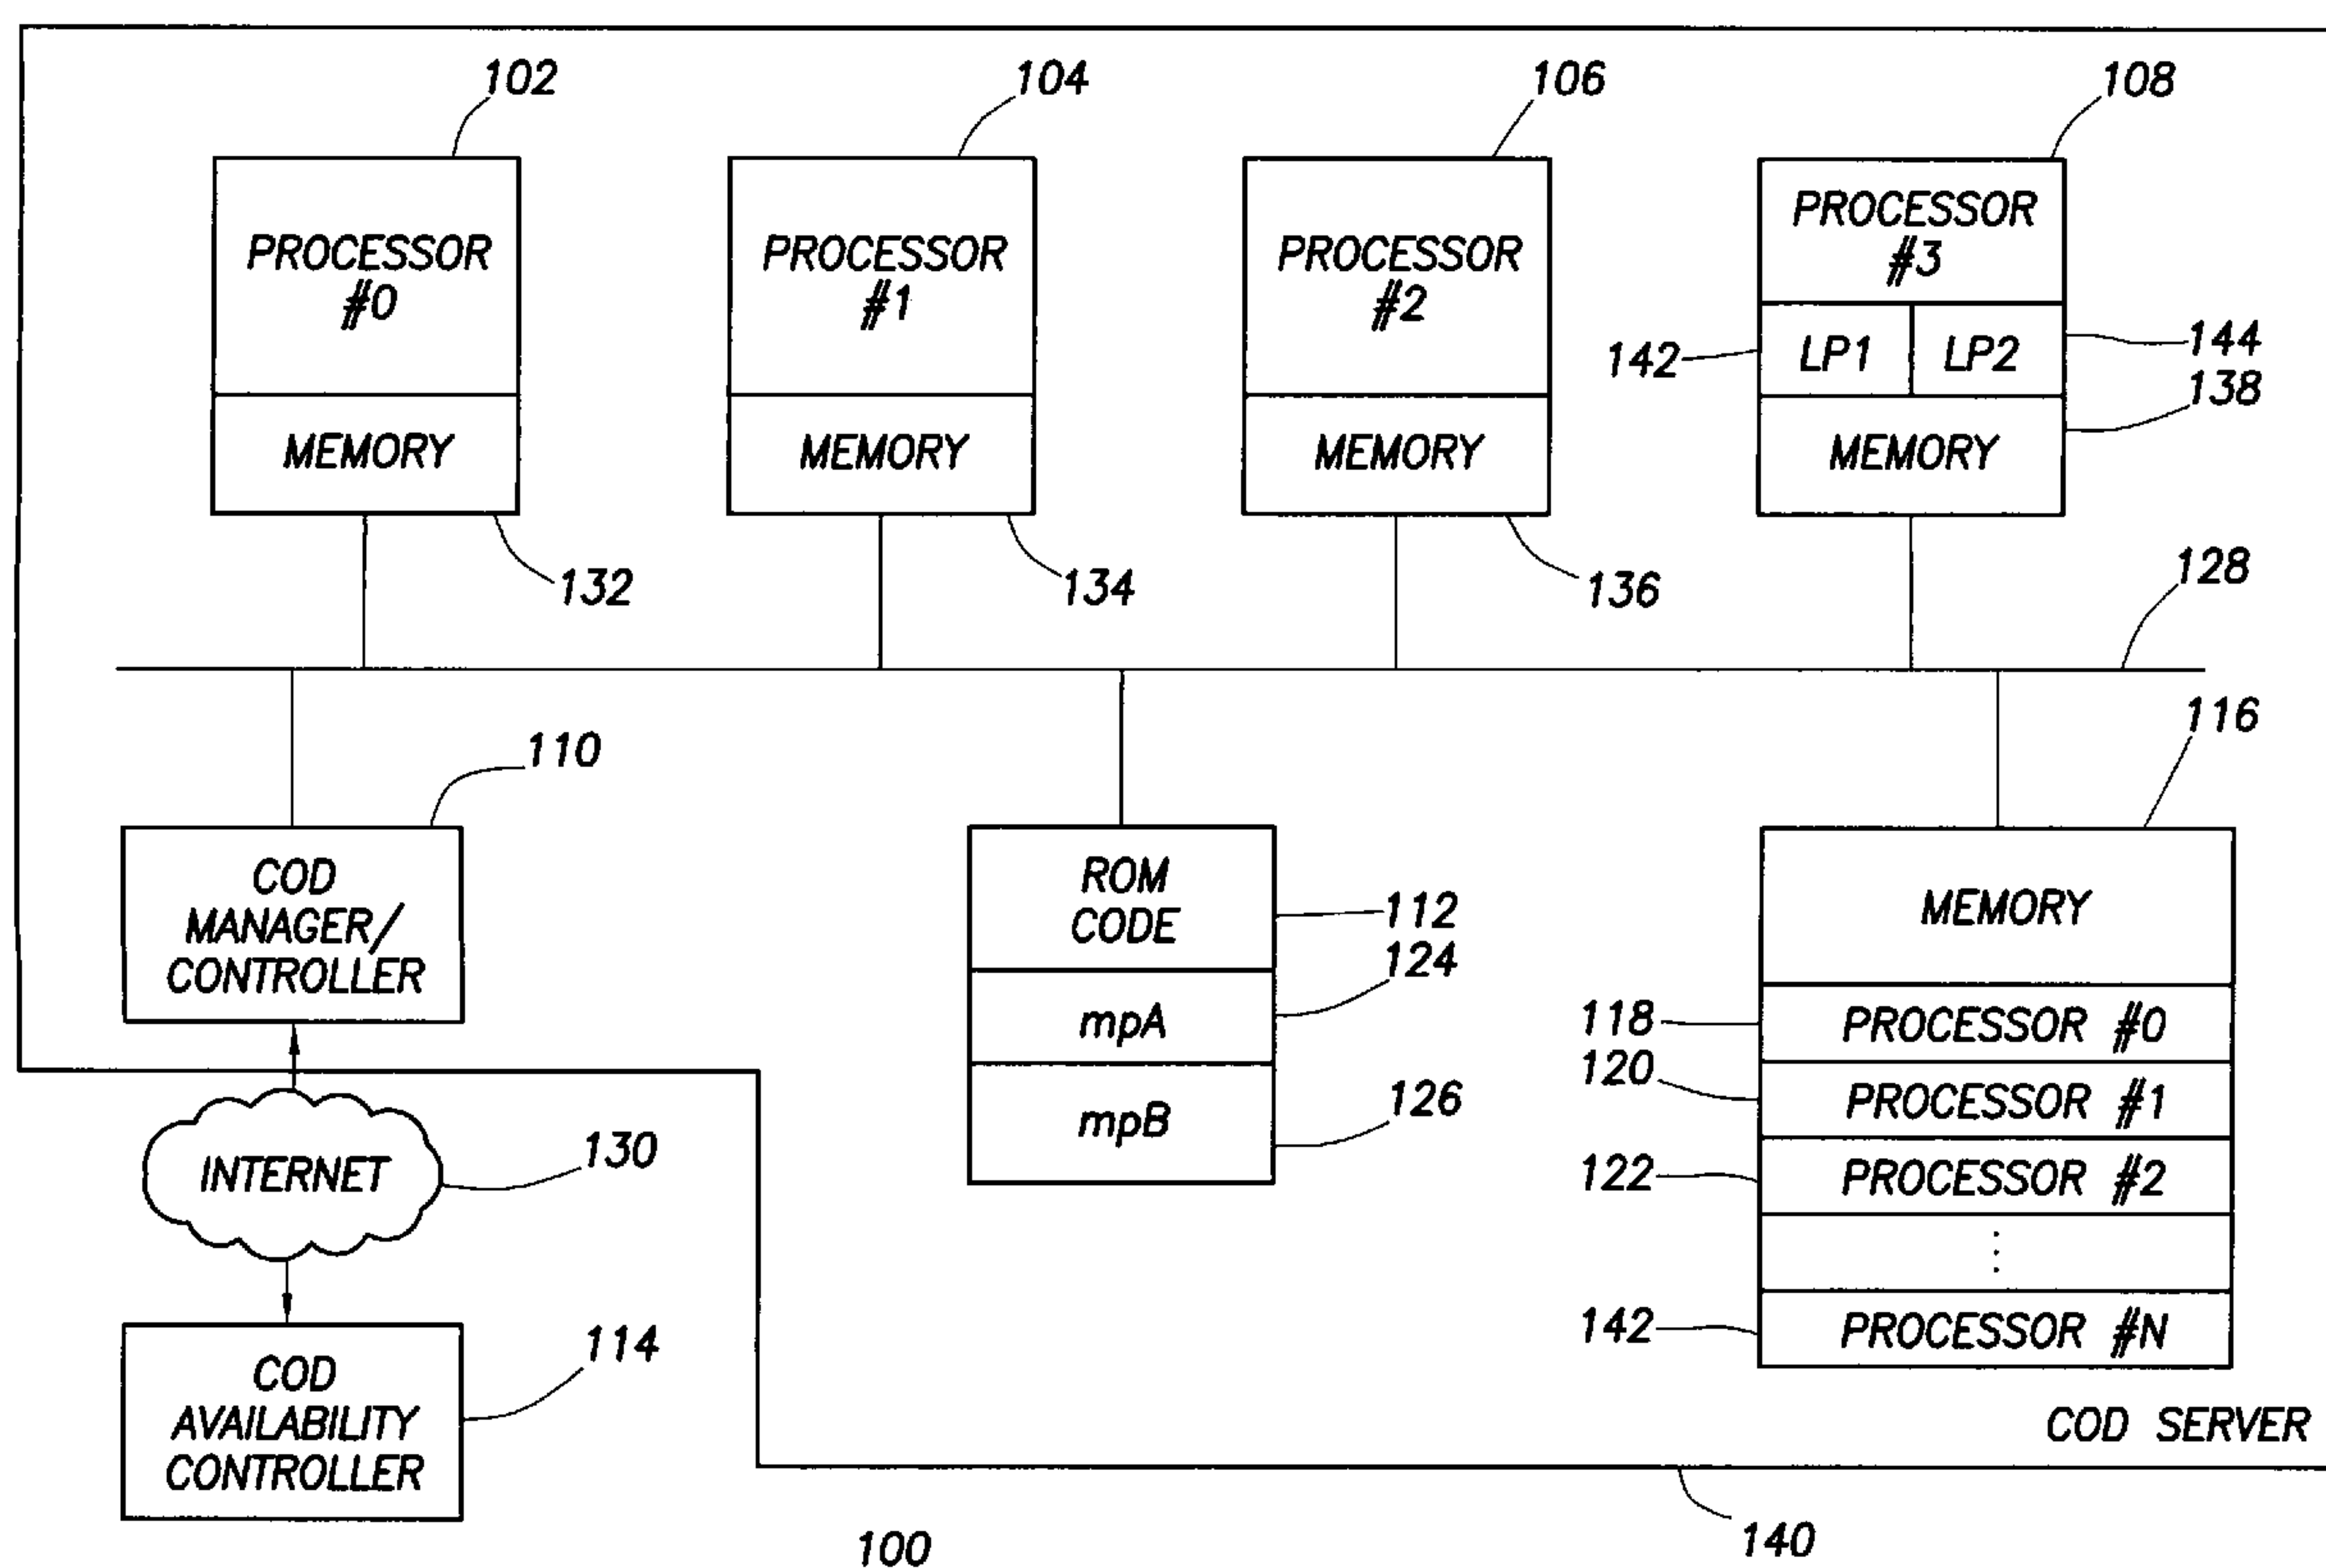 102
104
106
108
PROCESSOR
#0
MEMORY
132
PROCESSOR
#1
MEMORY
134
PROCESSOR
#2
MEMORY
136
PROCESSOR
#3
142
LP1
LP2
144
138
MEMORY
128
110
COD
MANAGER/
CONTROLLER
ROM
CODE
112
124
mpA
mpB
126
116
MEMORY
118
PROCESSOR #0
120
PROCESSOR #1
122
PROCESSOR #2
142
PROCESSOR #N
INTERNET
130
COD
AVAILABILITY
CONTROLLER
114
COD SERVER
140
100